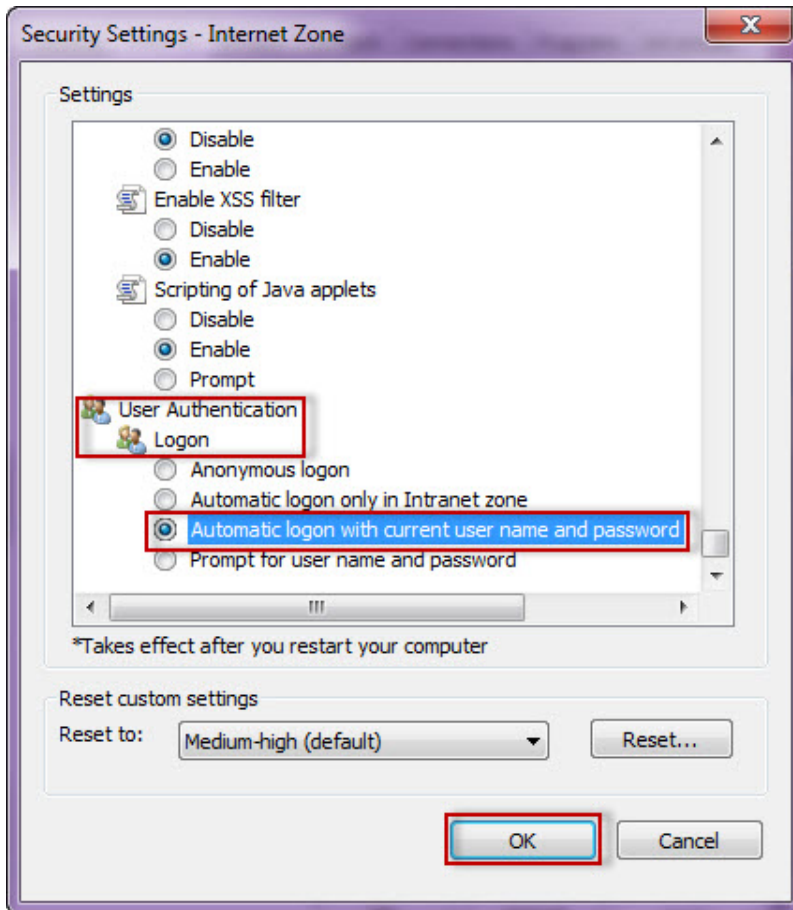 Security Settings - Internet Zone
Settings
Disable
Enable
Enable XSS filter
Disable
Enable
Scripting of Java applets
Disable
Enable
Prompt
User Authentication
Logon
Anonymous logon
Automatic logon only in Intranet zone
Automatic logon with current user name and password
Prompt for user name and password
*Takes effect after you restart your computer
Reset custom settings
Reset to: Medium-high (default) Reset...
OK Cancel